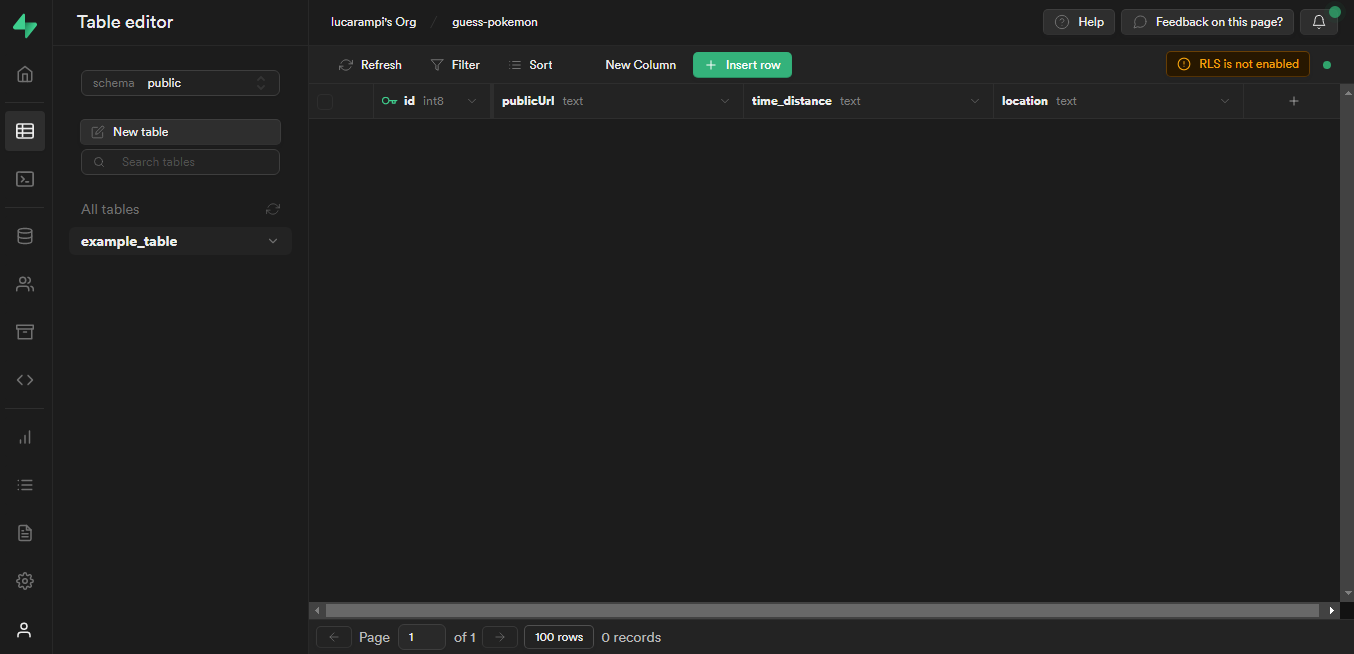 Table editor
lucarampi's Org / guess-pokemon
Help
Feedback on this page?
schema public
New table
Search tables
All tables
example_table
Refresh Filter Sort New Column + Insert row
RLS is not enabled
id int8 publicUrl text time_distance text location text +
Page 1 of 1 100 rows 0 records